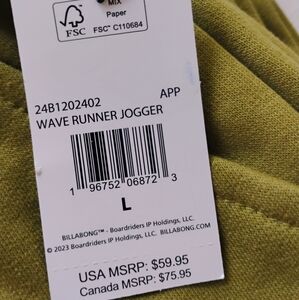 MIX
Paper
FSC
FSC™ C110684
24B1202402 APP
WAVE RUNNER JOGGER
1 96752 06872 3
L
BILLABONG™ - Boardriders IP Holdings, LLC.
© 2023 Boardriders IP Holdings, LLC. BILLABONG.COM
USA MSRP: $59.95
Canada MSRP: $75.95